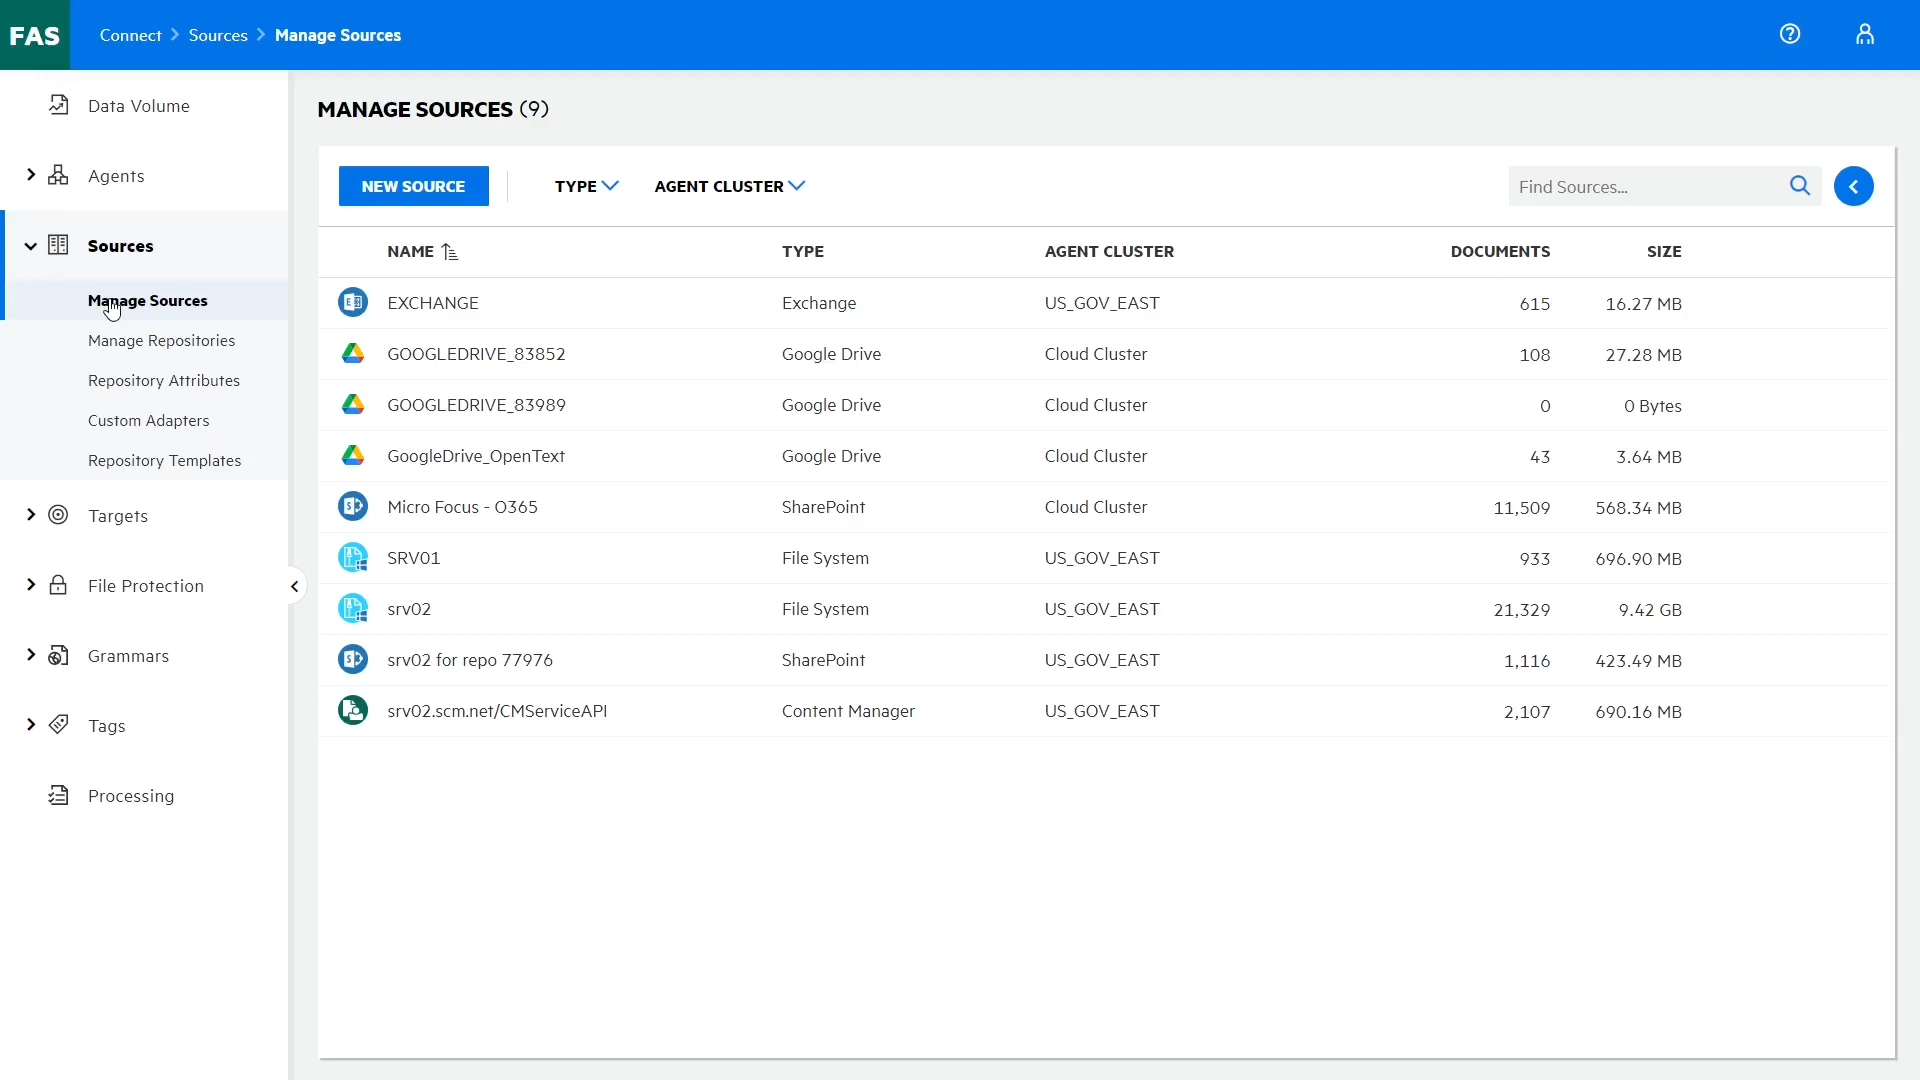 FAS
Connect > Sources > Manage Sources
Data Volume
Agents
Sources
Manage Sources
Manage Repositories
Repository Attributes
Custom Adapters
Repository Templates
Targets
File Protection
Grammars
Tags
Processing
MANAGE SOURCES (9)
NEW SOURCE TYPE AGENT CLUSTER Find Sources...
NAME TYPE AGENT CLUSTER DOCUMENTS SIZE
EXCHANGE Exchange US_GOV_EAST 615 16.27 MB
GOOGLEDRIVE_83852 Google Drive Cloud Cluster 108 27.28 MB
GOOGLEDRIVE_83989 Google Drive Cloud Cluster 0 0 Bytes
GoogleDrive_OpenText Google Drive Cloud Cluster 43 3.64 MB
Micro Focus - O365 SharePoint Cloud Cluster 11,509 568.34 MB
SRV01 File System US_GOV_EAST 933 696.90 MB
srv02 File System US_GOV_EAST 21,329 9.42 GB
srv02 for repo 77976 SharePoint US_GOV_EAST 1,116 423.49 MB
srv02.scm.net/CMServiceAPI Content Manager US_GOV_EAST 2,107 690.16 MB